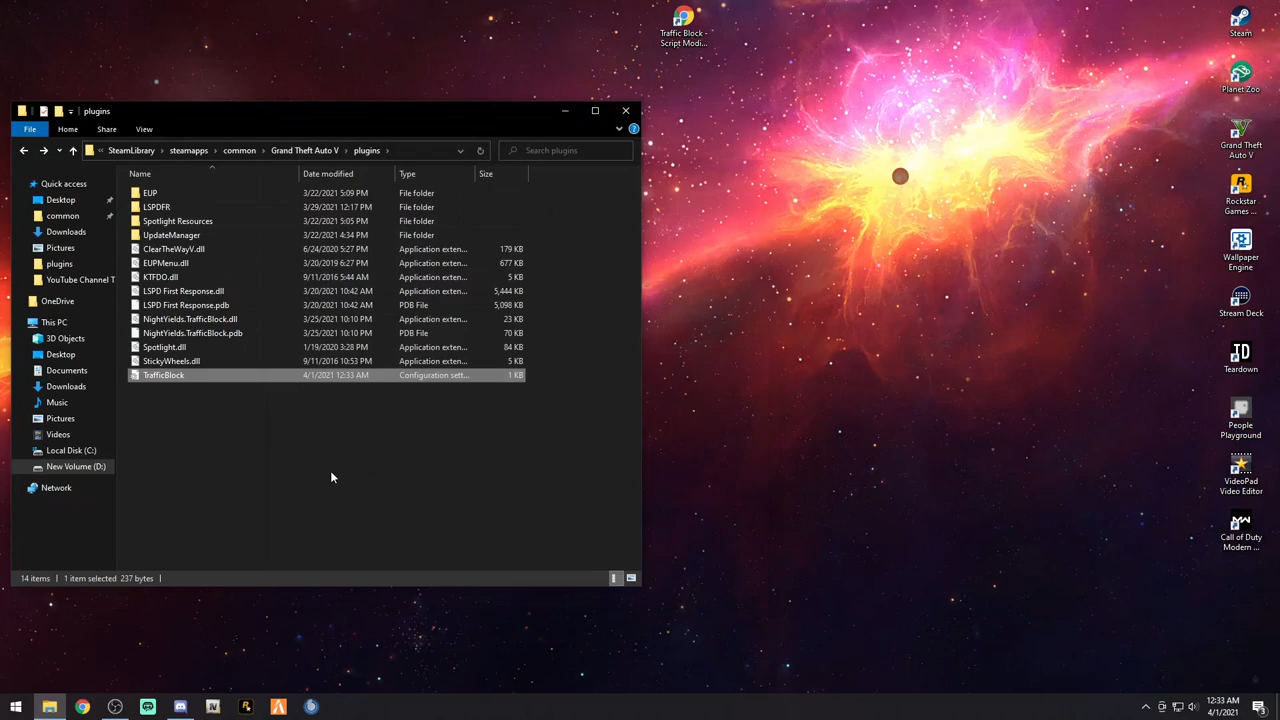 Traffic Block -
Script Modi...
Steam
Planet Zoo
Grand Theft
Auto V
Rockstar
Games ...
Wallpaper
Engine
Stream Deck
Teardown
People
Playground
VideoPad
Video Editor
Call of Duty
Modern ...
plugins
File Home Share View
« SteamLibrary > steamapps > common > Grand Theft Auto V > plugins >
Search plugins
Name Date modified Type Size
EUP 3/22/2021 5:09 PM File folder
LSPDFR 3/29/2021 12:17 PM File folder
Spotlight Resources 3/22/2021 5:05 PM File folder
UpdateManager 3/22/2021 4:34 PM File folder
ClearTheWayV.dll 6/24/2020 5:27 PM Application exten... 179 KB
EUPMenu.dll 3/20/2019 6:27 PM Application exten... 677 KB
KTFDO.dll 9/11/2016 5:44 AM Application exten... 5 KB
LSPD First Response.dll 3/20/2021 10:42 AM Application exten... 5,444 KB
LSPD First Response.pdb 3/20/2021 10:42 AM PDB File 5,098 KB
NightYields.TrafficBlock.dll 3/25/2021 10:10 PM Application exten... 23 KB
NightYields.TrafficBlock.pdb 3/25/2021 10:10 PM PDB File 70 KB
Spotlight.dll 1/19/2020 3:28 PM Application exten... 84 KB
StickyWheels.dll 9/11/2016 10:53 PM Application exten... 5 KB
TrafficBlock 4/1/2021 12:33 AM Configuration sett... 1 KB
Quick access
Desktop
common
Downloads
Pictures
plugins
YouTube Channel T
OneDrive
This PC
3D Objects
Desktop
Documents
Downloads
Music
Pictures
Videos
Local Disk (C:)
New Volume (D:)
Network
14 items 1 item selected 237 bytes
12:33 AM
4/1/2021
3